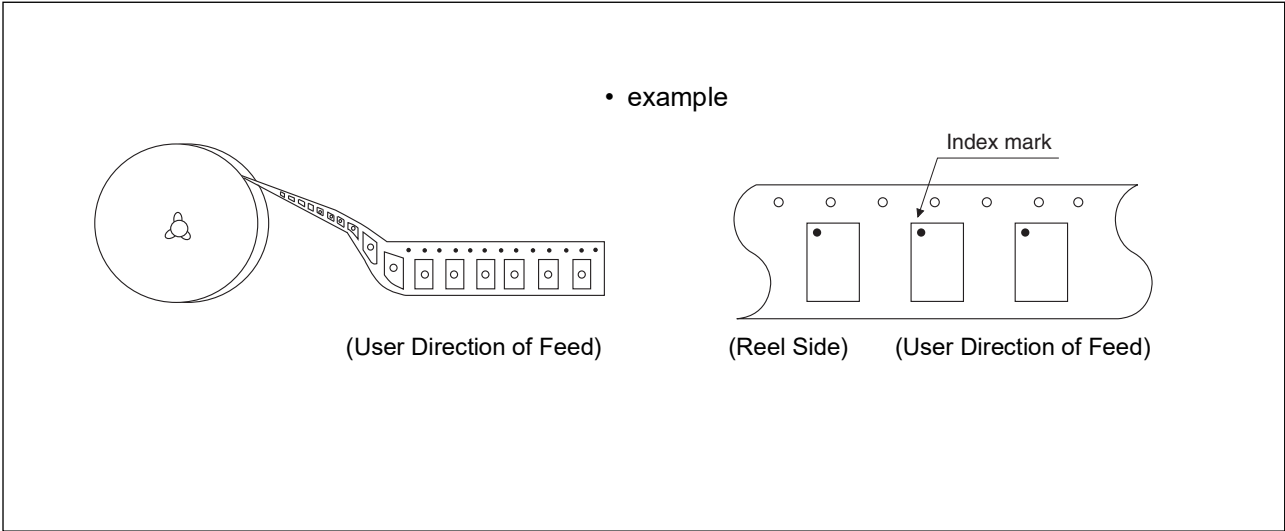 • example
Index mark
(User Direction of Feed)
(Reel Side)
(User Direction of Feed)